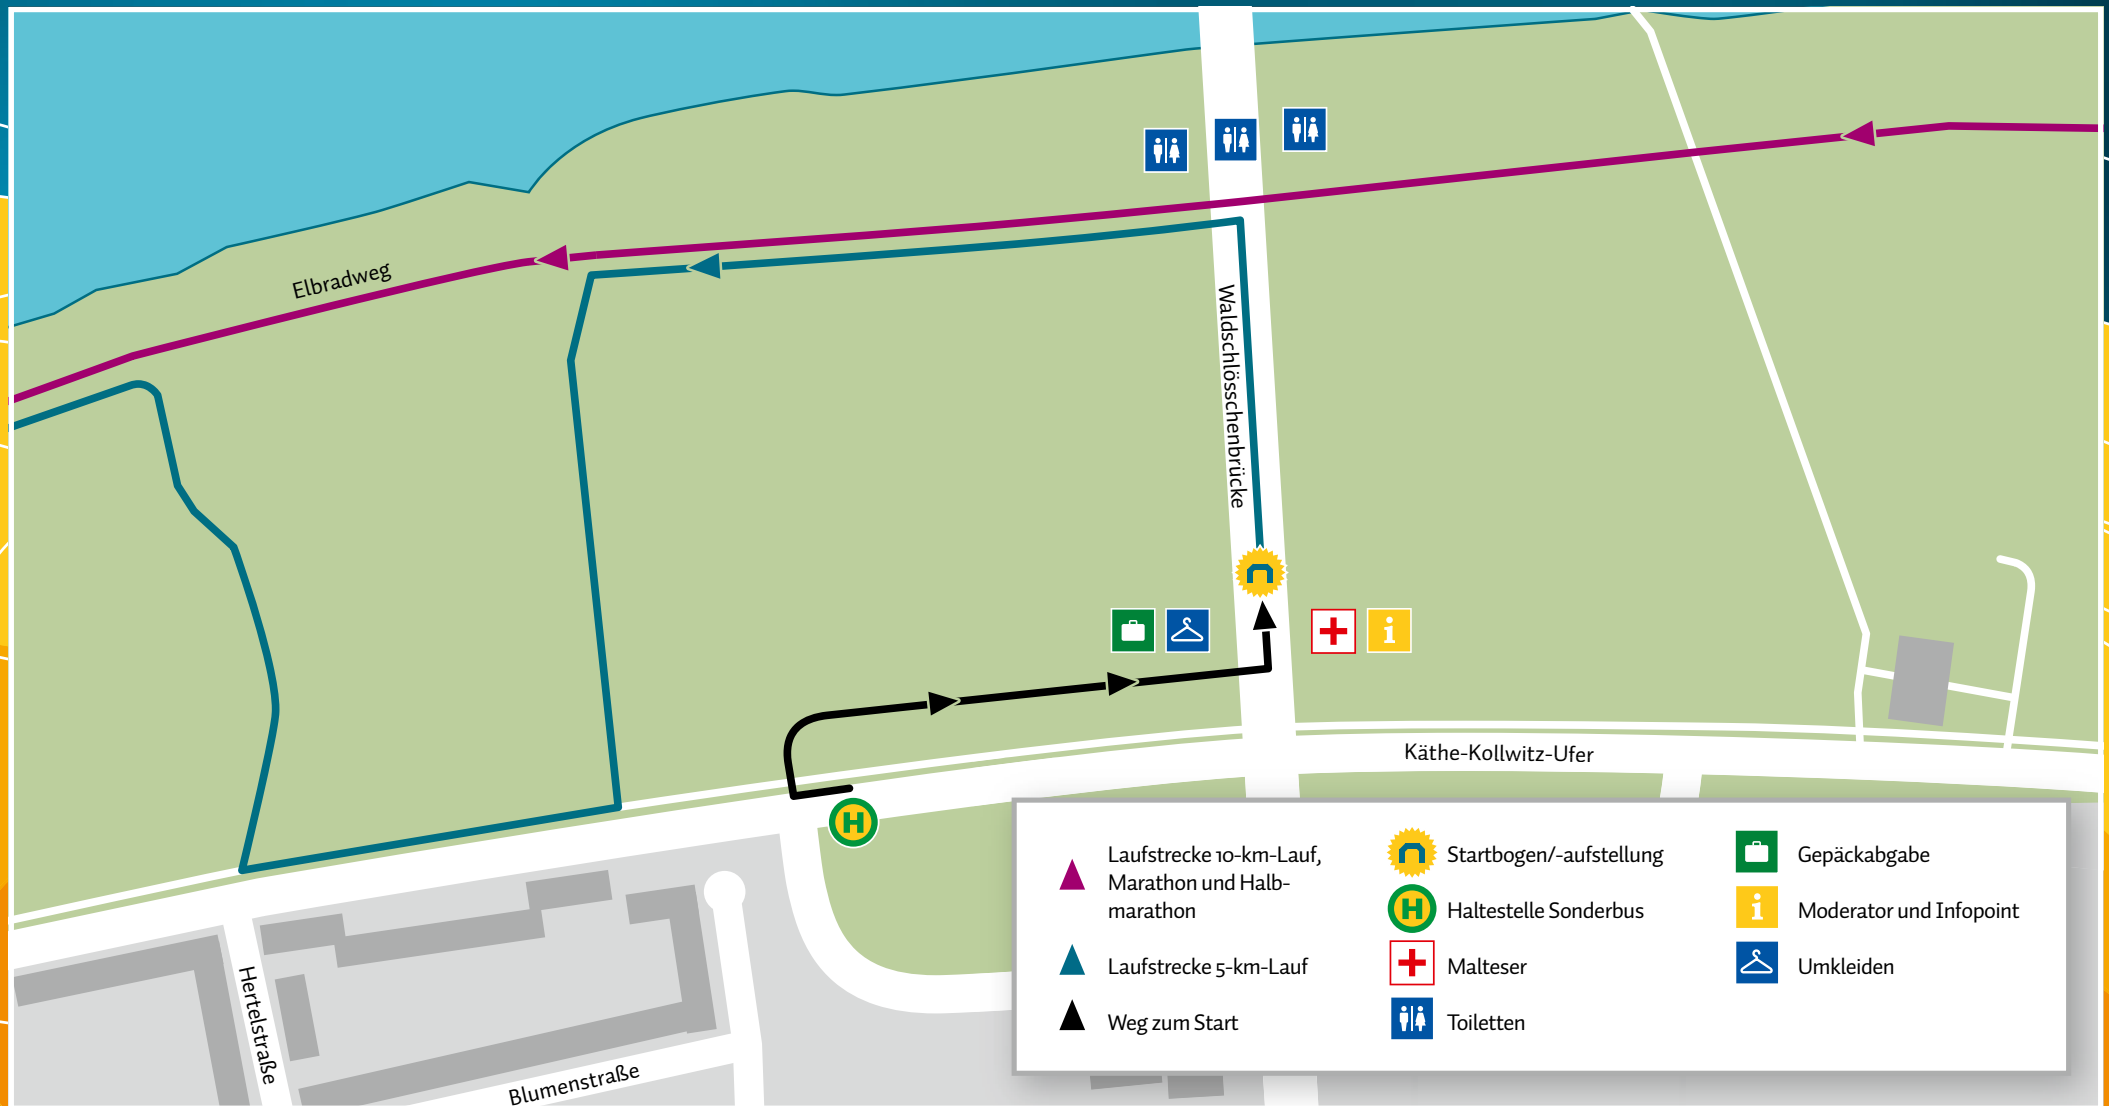 Elbradweg
Waldschlösschenbrücke
Käthe-Kollwitz-Ufer
H
Hertelstraße
Blumenstraße
Laufstrecke 10-km-Lauf,
Marathon und Halb-
marathon
Laufstrecke 5-km-Lauf
Weg zum Start
Startbogen/-aufstellung
H
Haltestelle Sonderbus
Malteser
Toiletten
Gepäckabgabe
i
Moderator und Infopoint
Umkleiden
i